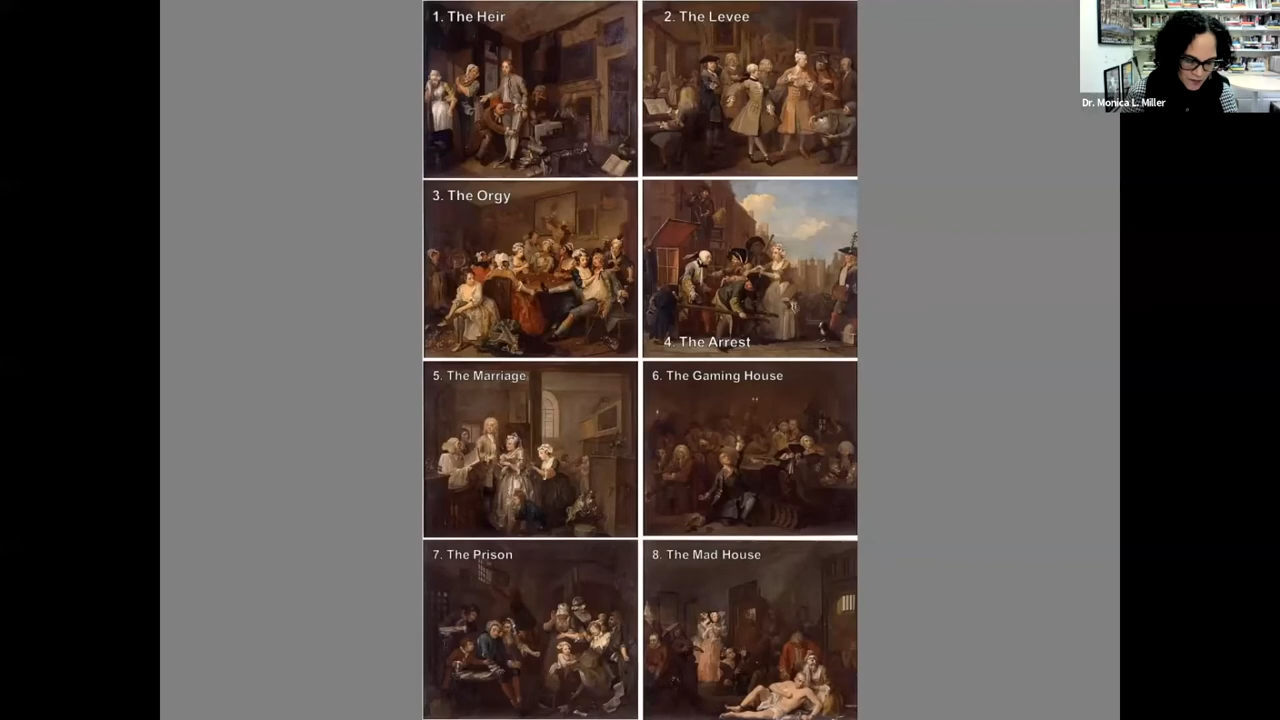 1. The Heir
2. The Levee
3. The Orgy
4. The Arrest
5. The Marriage
6. The Gaming House
7. The Prison
8. The Mad House
Dr. Monica L. Miller